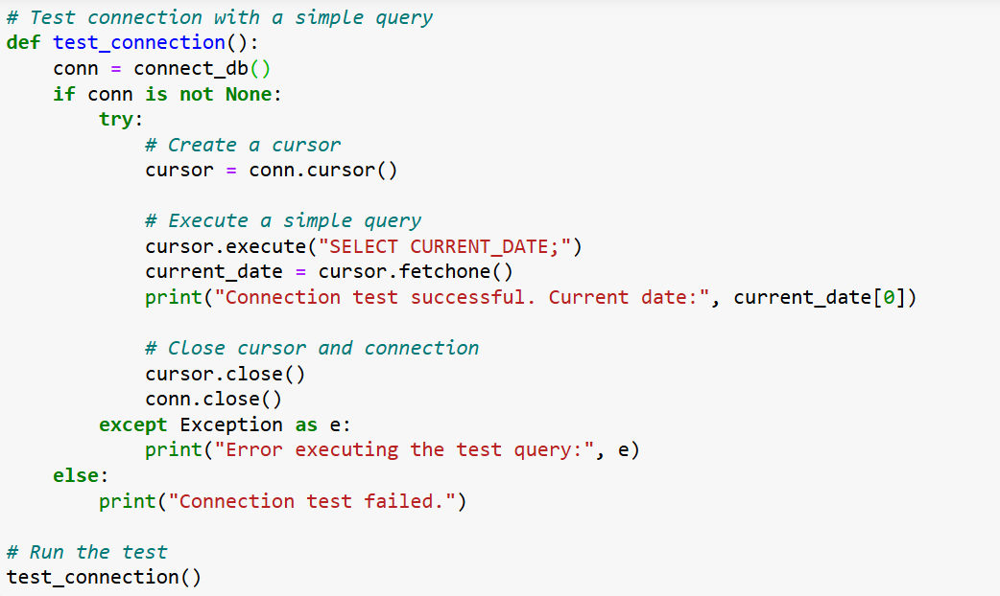 # Test connection with a simple query
def test_connection():
    conn = connect_db()
    if conn is not None:
        try:
            # Create a cursor
            cursor = conn.cursor()

            # Execute a simple query
            cursor.execute("SELECT CURRENT_DATE;")
            current_date = cursor.fetchone()
            print("Connection test successful. Current date:", current_date[0])

            # Close cursor and connection
            cursor.close()
            conn.close()
        except Exception as e:
            print("Error executing the test query:", e)
    else:
        print("Connection test failed.")

# Run the test
test_connection()